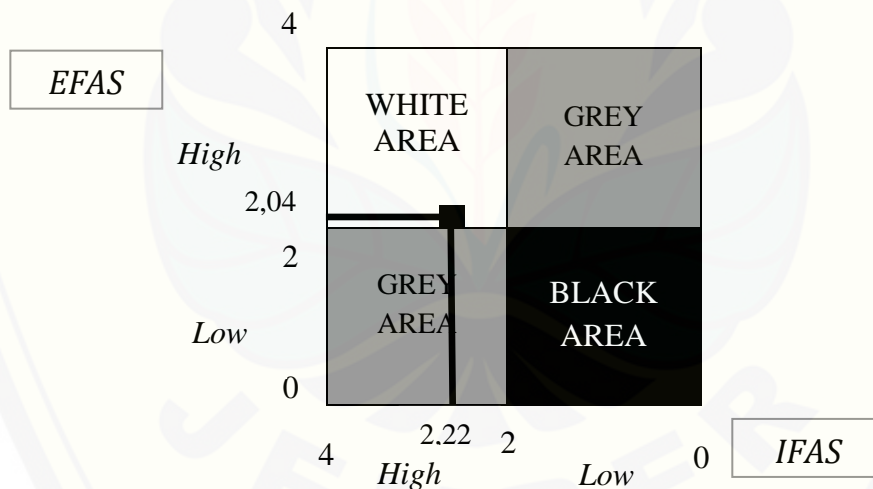 4
EFAS
WHITE
AREA
GREY
AREA
High
2,04
2
GREY
AREA
BLACK
AREA
Low
0
4
2,22
2
0
IFAS
High
Low
JEMBER